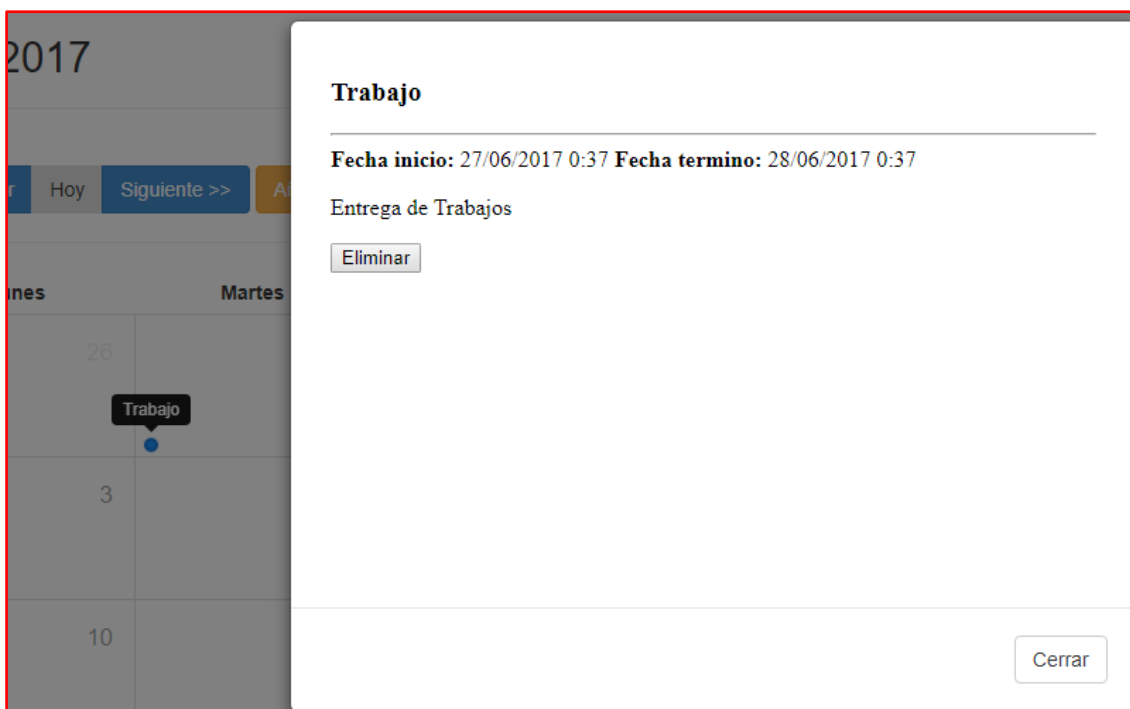 2017
Hoy
Siguiente >>
Martes
26
Trabajo
3
10
Trabajo
Fecha inicio: 27/06/2017 0:37 Fecha termino: 28/06/2017 0:37
Entrega de Trabajos
Eliminar
Cerrar